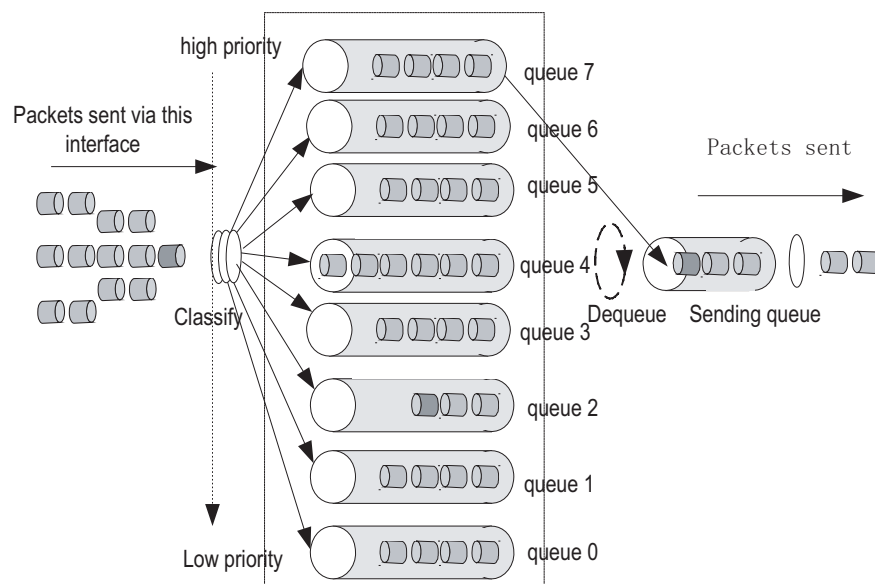 high priority
queue 7
Packets sent via this
interface
queue 6
Packets sent
queue 5
queue 4
Classify
Dequeue
Sending queue
queue 3
queue 2
queue 1
Low priority
queue 0